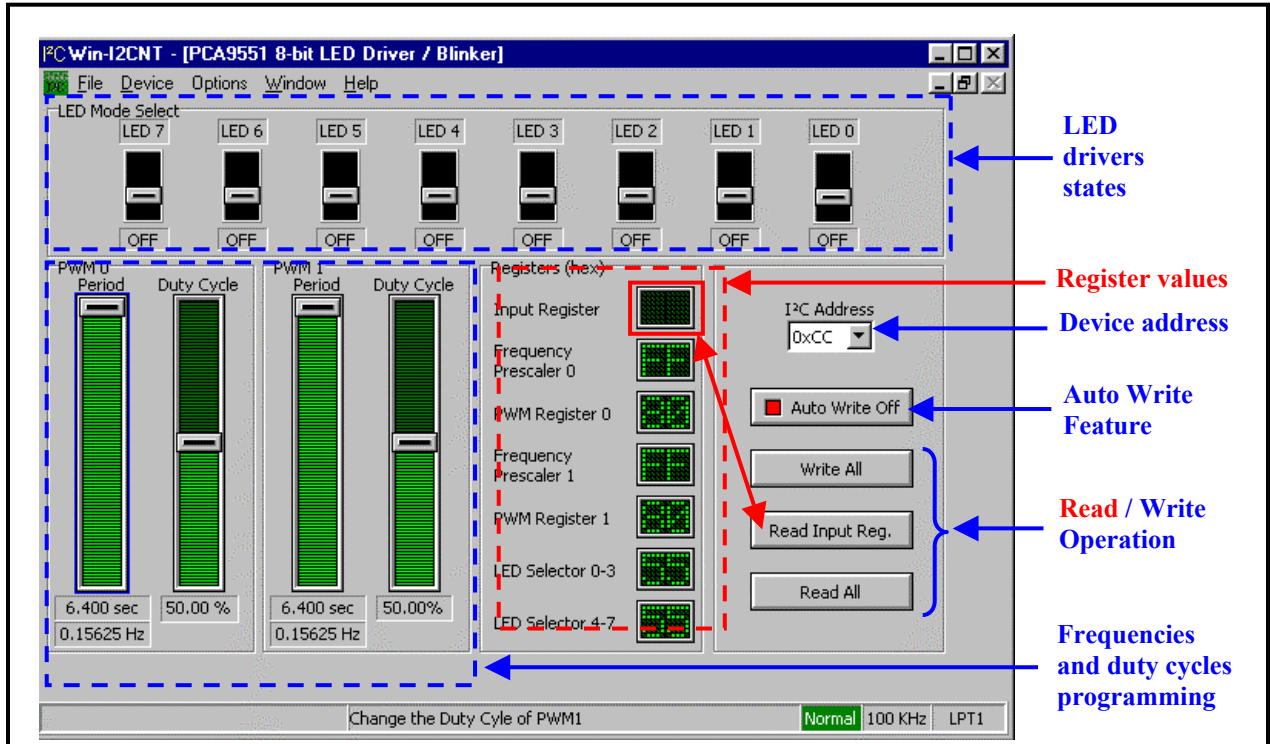 I²C Win-I2CNT - [PCA9551 8-bit LED Driver / Blinker]
File Device Options Window Help
LED Mode Select
LED 7 LED 6 LED 5 LED 4 LED 3 LED 2 LED 1 LED 0
OFF OFF OFF OFF OFF OFF OFF OFF
LED
drivers
states
PWM 0
Period Duty Cycle
6.400 sec 50.00 %
0.15625 Hz
PWM 1
Period Duty Cycle
6.400 sec 50.00%
0.15625 Hz
Registers (hex)
Input Register
Frequency
Prescaler 0
PWM Register 0
Frequency
Prescaler 1
PWM Register 1
LED Selector 0-3
LED Selector 4-7
I²C Address
0xCC
Auto Write Off
Write All
Read Input Reg.
Read All
Register values
Device address
Auto Write
Feature
Read / Write
Operation
Frequencies
and duty cycles
programming
Change the Duty Cyle of PWM1 Normal 100 KHz LPT1